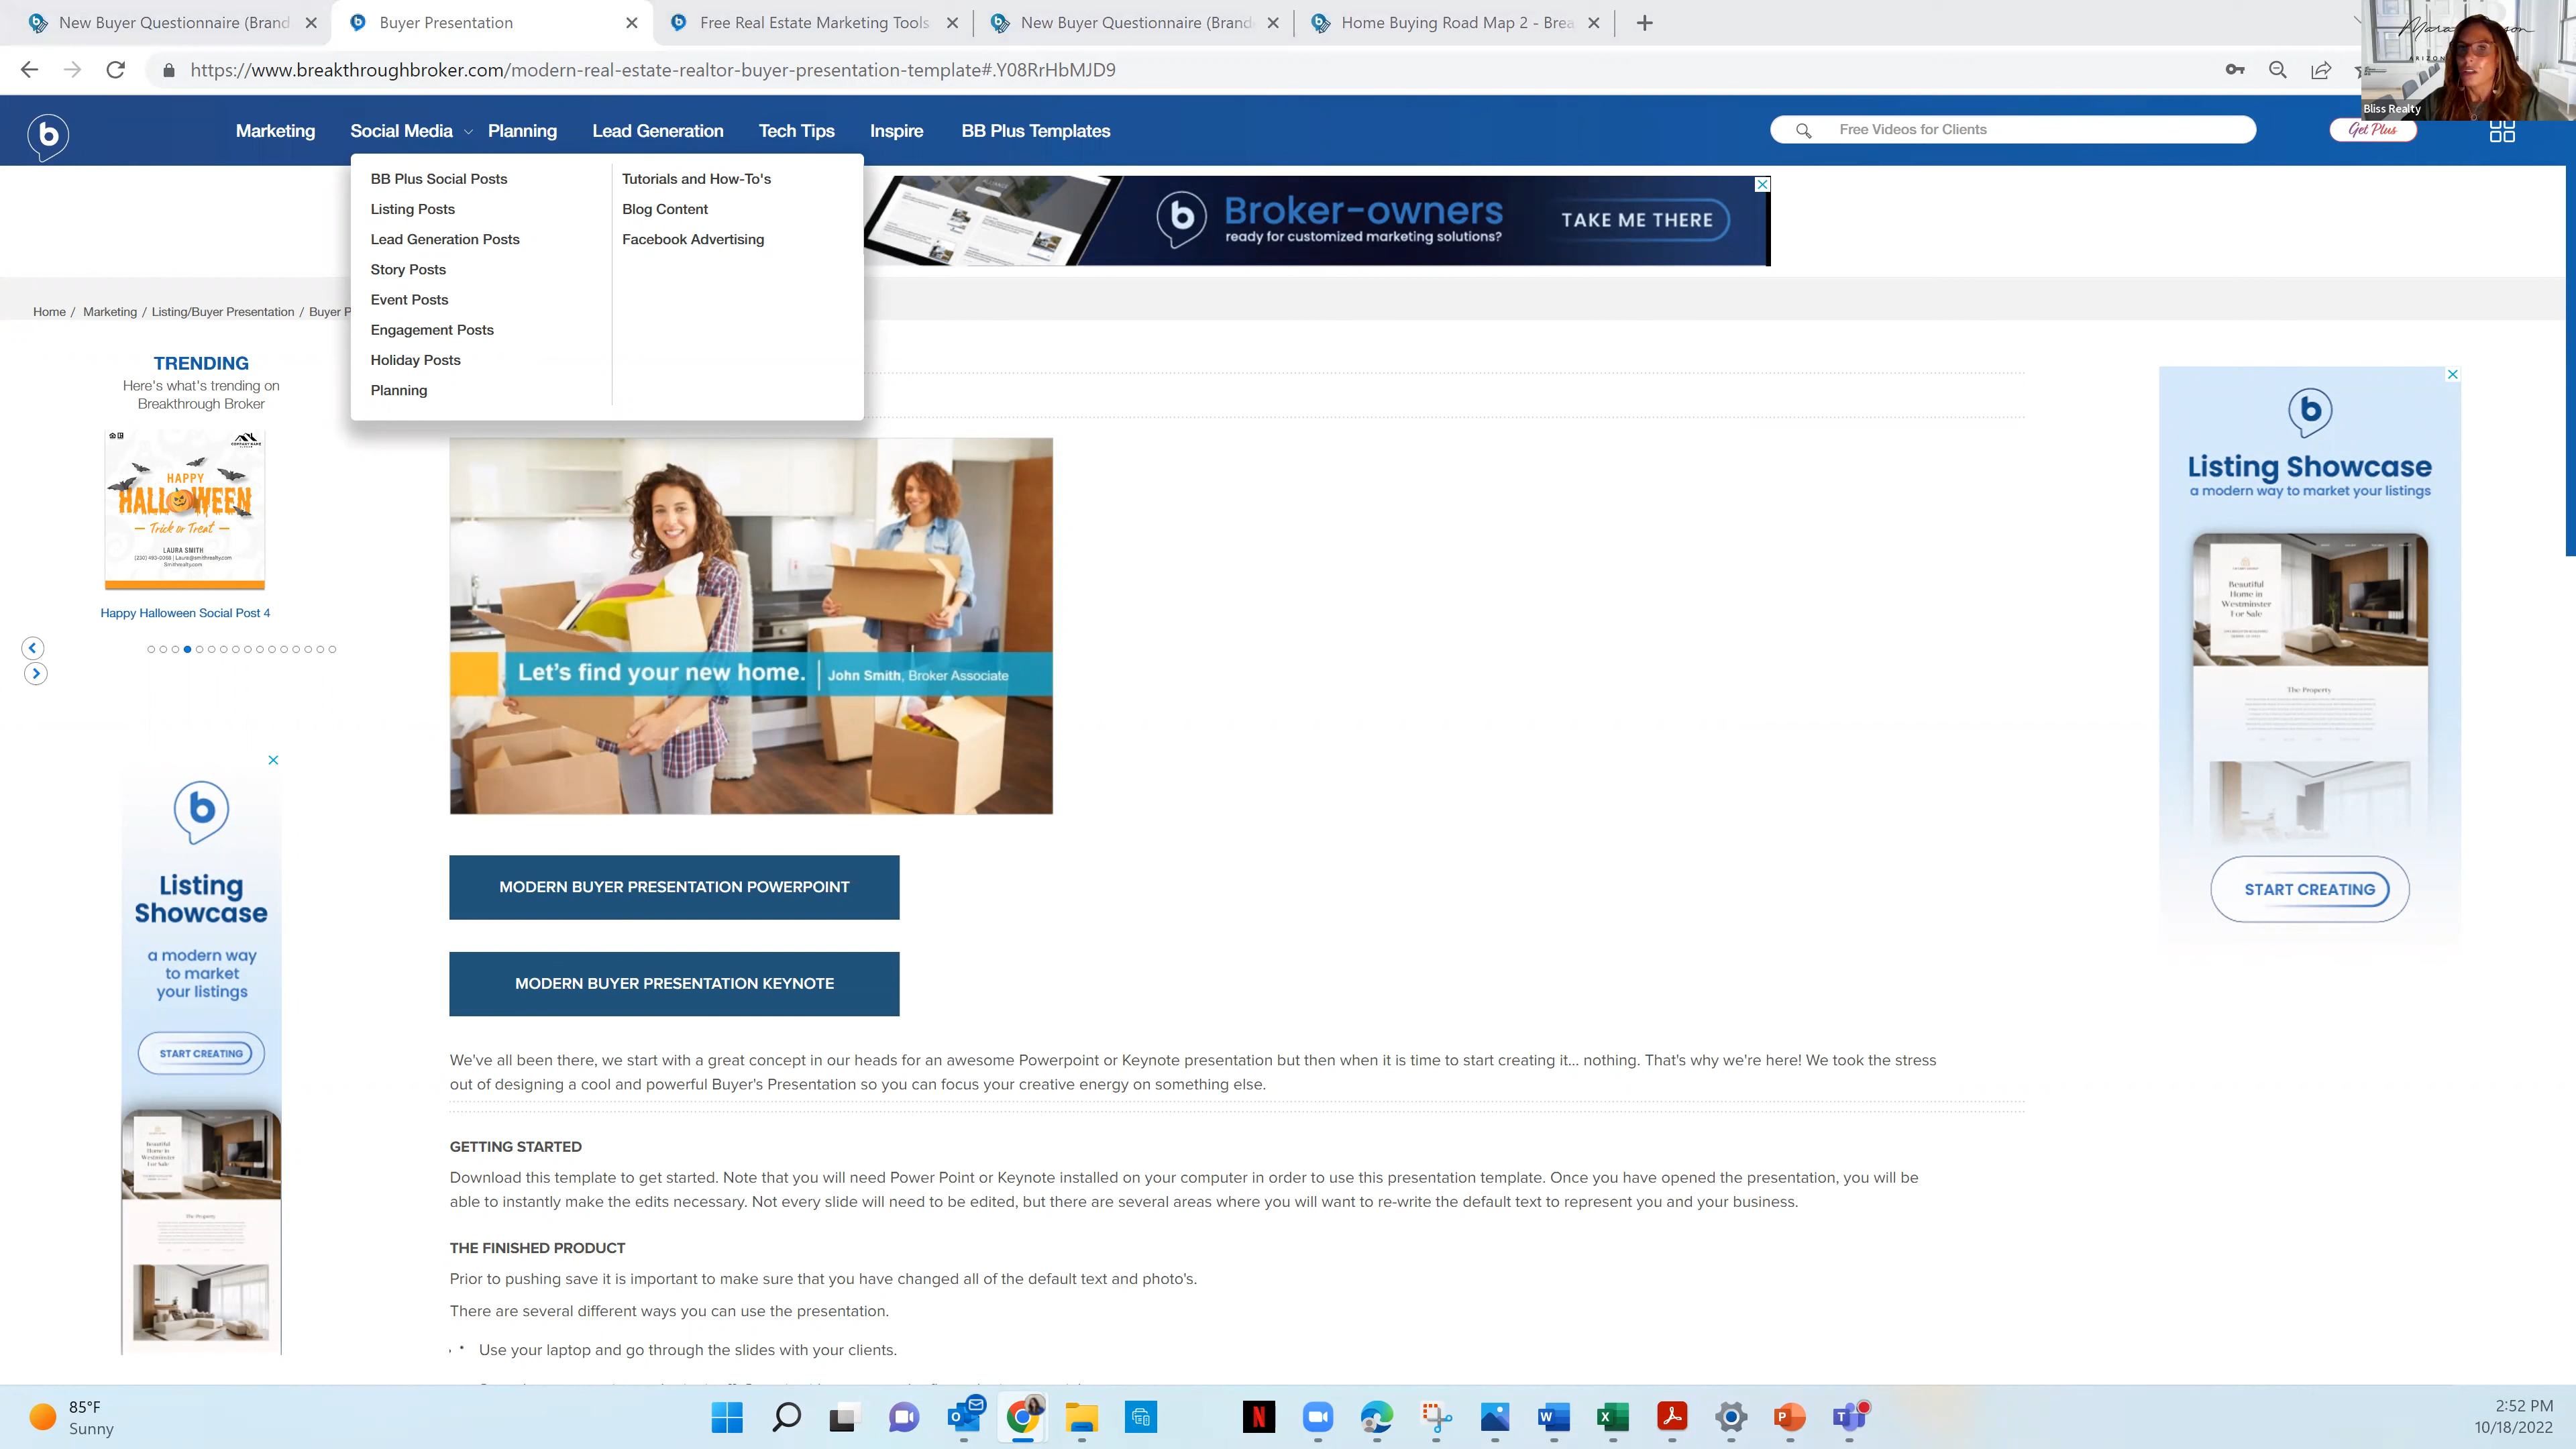 New Buyer Questionnaire (Brand
Buyer Presentation
Free Real Estate Marketing Tools
New Buyer Questionnaire (Brand
Home Buying Road Map 2 - Brea
https://www.breakthroughbroker.com/modern-real-estate-realtor-buyer-presentation-template#.Y08RrHbMJD9
Bliss Realty
Marketing
Social Media
Planning
Lead Generation
Tech Tips
Inspire
BB Plus Templates
Free Videos for Clients
Get Plus
BB Plus Social Posts
Listing Posts
Lead Generation Posts
Story Posts
Event Posts
Engagement Posts
Holiday Posts
Planning
Tutorials and How-To's
Blog Content
Facebook Advertising
Broker-owners
ready for customized marketing solutions?
TAKE ME THERE
Home / Marketing / Listing/Buyer Presentation / Buyer P
TRENDING
Here's what's trending on
Breakthrough Broker
HAPPY
HALLOWEEN
Trick or Treat
LAURA SMITH
Happy Halloween Social Post 4
Listing
Showcase
a modern way
to market
your listings
START CREATING
Beautiful
Home in
Westminster
For Sale
The Property
Let's find your new home. | John Smith, Broker Associate
MODERN BUYER PRESENTATION POWERPOINT
MODERN BUYER PRESENTATION KEYNOTE
We've all been there, we start with a great concept in our heads for an awesome Powerpoint or Keynote presentation but then when it is time to start creating it... nothing. That's why we're here! We took the stress
out of designing a cool and powerful Buyer's Presentation so you can focus your creative energy on something else.
GETTING STARTED
Download this template to get started. Note that you will need Power Point or Keynote installed on your computer in order to use this presentation template. Once you have opened the presentation, you will be
able to instantly make the edits necessary. Not every slide will need to be edited, but there are several areas where you will want to re-write the default text to represent you and your business.
THE FINISHED PRODUCT
Prior to pushing save it is important to make sure that you have changed all of the default text and photo's.
There are several different ways you can use the presentation.
• Use your laptop and go through the slides with your clients.
Listing Showcase
a modern way to market your listings
Beautiful
Home in
Westminster
For Sale
The Property
START CREATING
85°F
Sunny
2:52 PM
10/18/2022